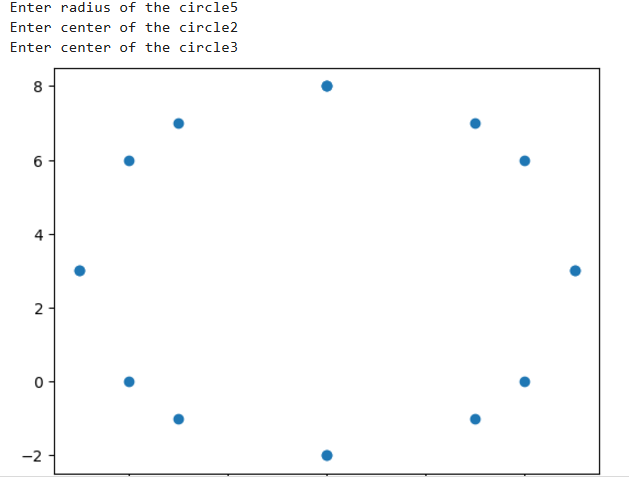 Enter radius of the circle5
Enter center of the circle2
Enter center of the circle3
8
6
4
2
0
−2